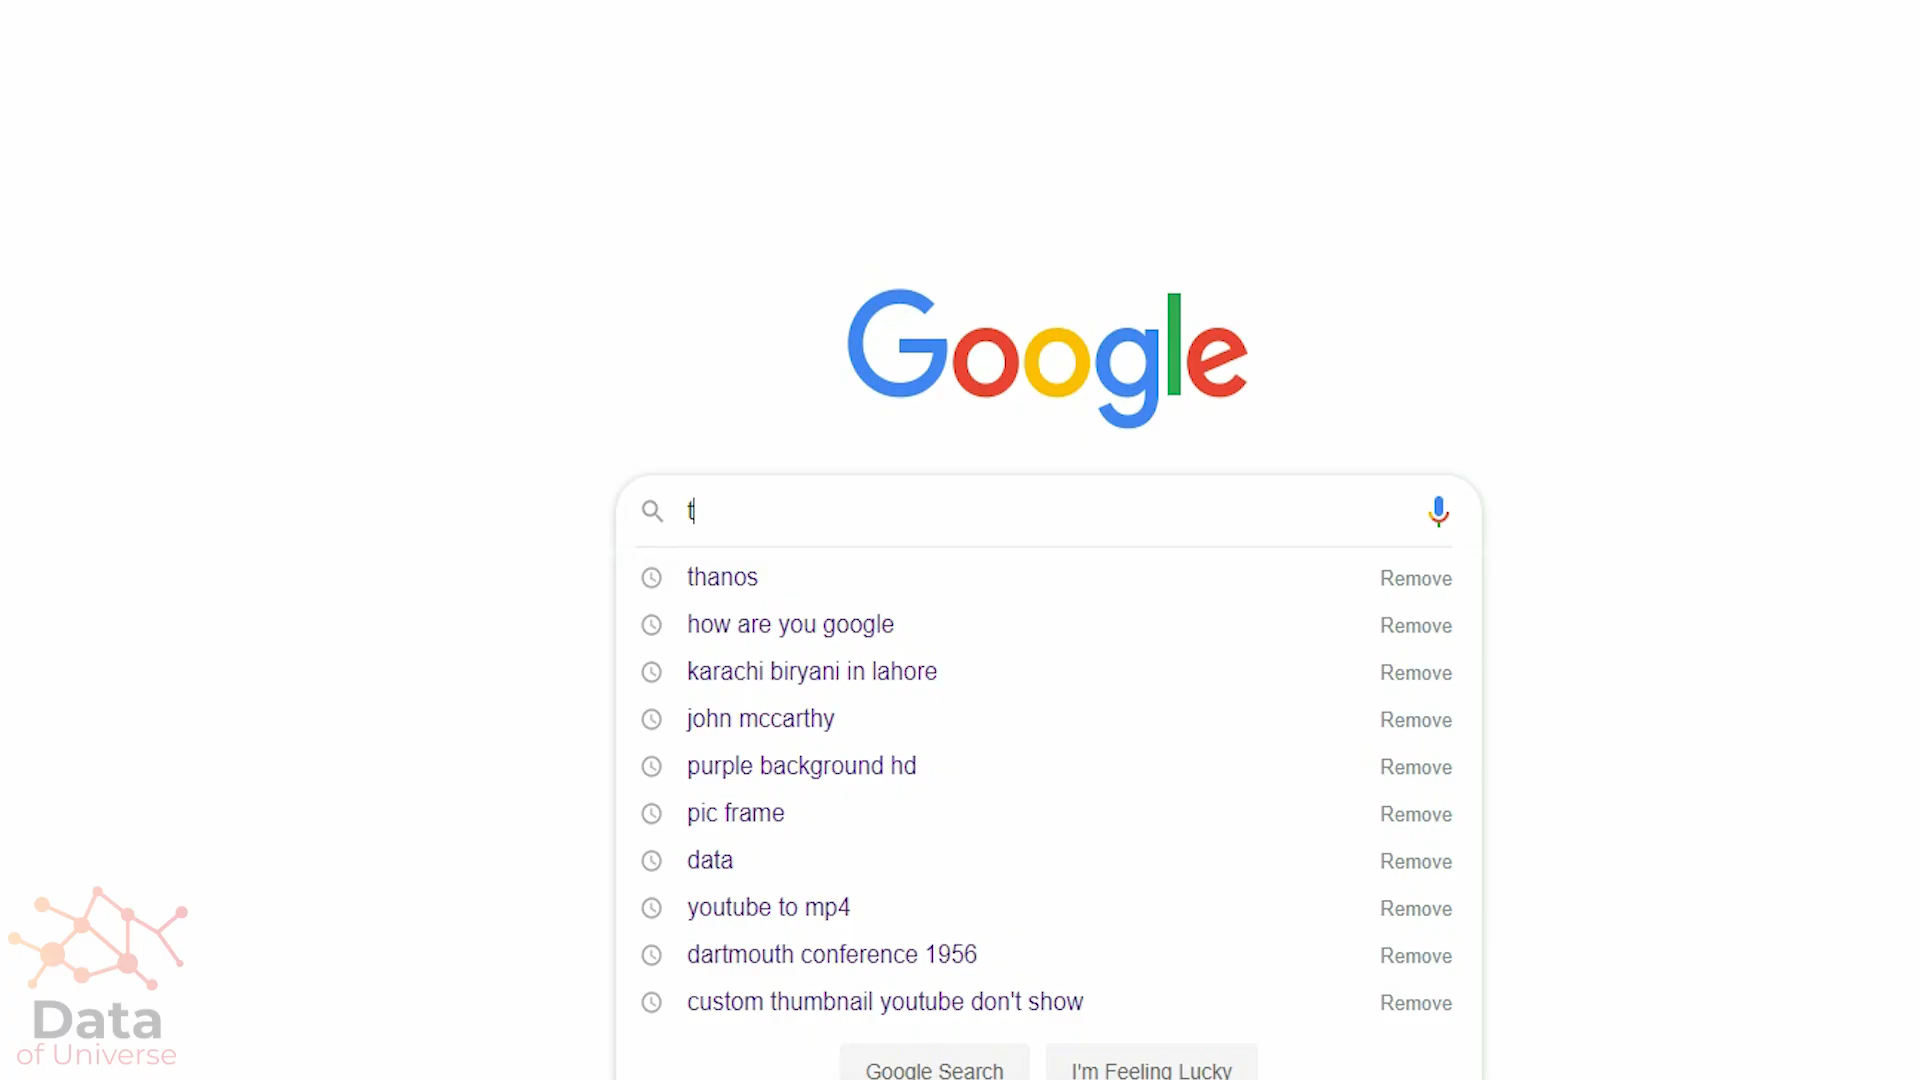 Google
t
thanos Remove
how are you google Remove
karachi biryani in lahore Remove
john mccarthy Remove
purple background hd Remove
pic frame Remove
data Remove
youtube to mp4 Remove
dartmouth conference 1956 Remove
custom thumbnail youtube don't show Remove
Google Search I'm Feeling Lucky
Data
of Universe